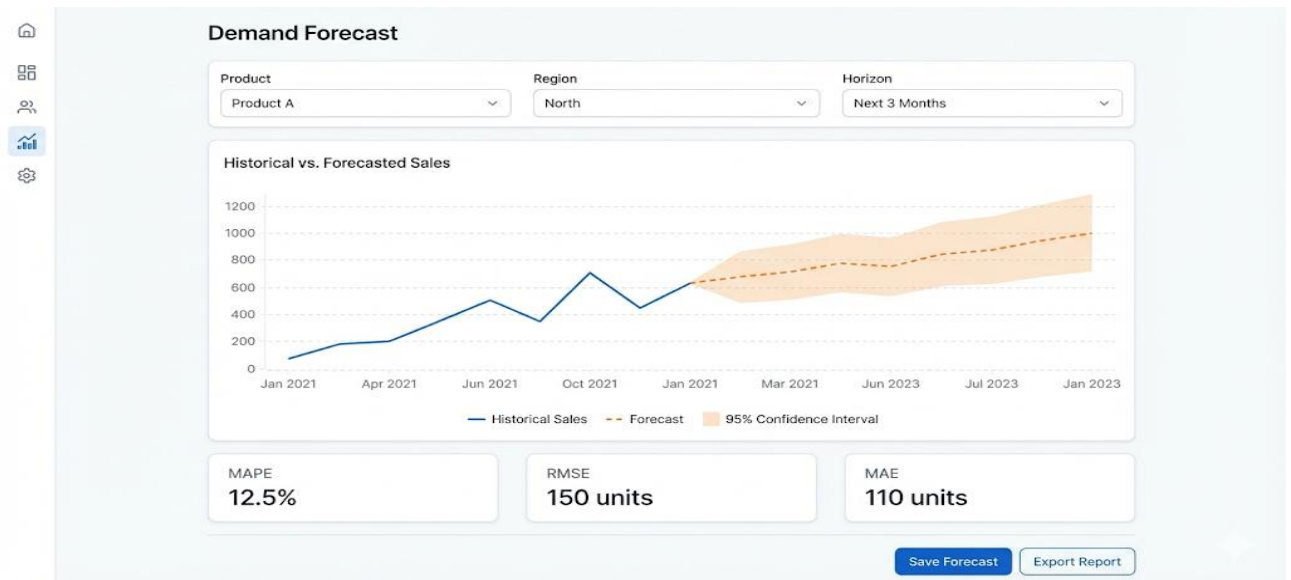 Demand Forecast
Product Region Horizon
Product A North Next 3 Months
Historical vs. Forecasted Sales
1200
1000
800
600
400
200
0
Jan 2021 Apr 2021 Jun 2021 Oct 2021 Jan 2021 Mar 2021 Jun 2023 Jul 2023 Jan 2023
Historical Sales Forecast 95% Confidence Interval
MAPE RMSE MAE
12.5% 150 units 110 units
Save Forecast Export Report